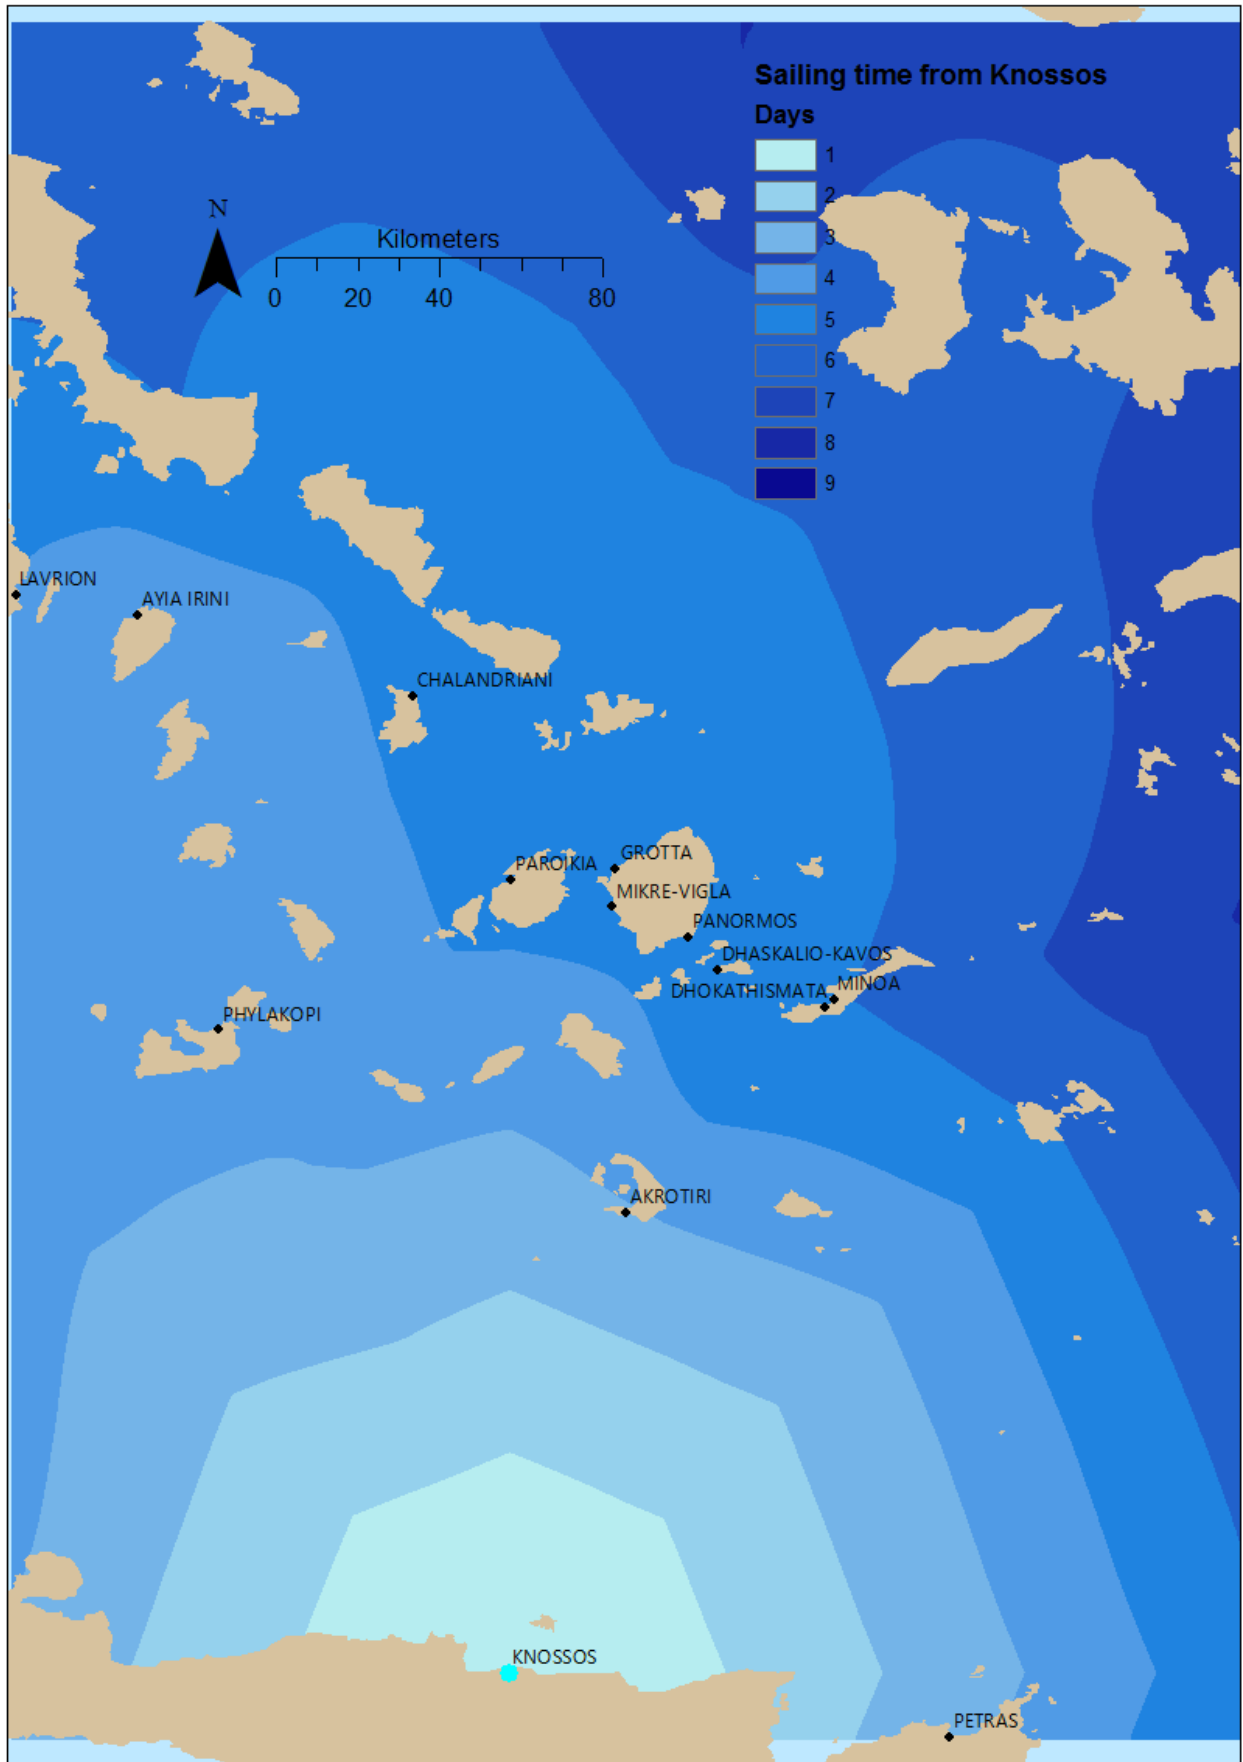 Sailing time from Knossos
Days
1
2
3
4
5
6
7
8
9
N
Kilometers
0 20 40 80
LAVRION
AYIA IRINI
CHALANDRIANI
GROTTA
PAROIKIA
MIKRE-VIGLA
PANORMOS
DHASKALIO-KAVOS
DHOKATHISMATA
MINOA
PHYLAKOPI
AKROTIRI
KNOSSOS
PETRAS